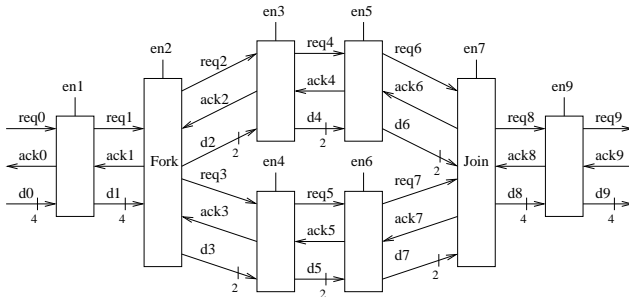 en3 en5
en2 req4 en7
req2 req6
en1 ack4 en9
ack2 ack6
req0 req1 d4 req8 req9
2
d2 d6
2 2
ack0 ack1 Fork en4 en6 Join ack8 ack9
req3 req7
d0 d1 req5 d8 d9
4 4 4 4
ack3 ack7
ack5
d3 d5 d7
2 2 2